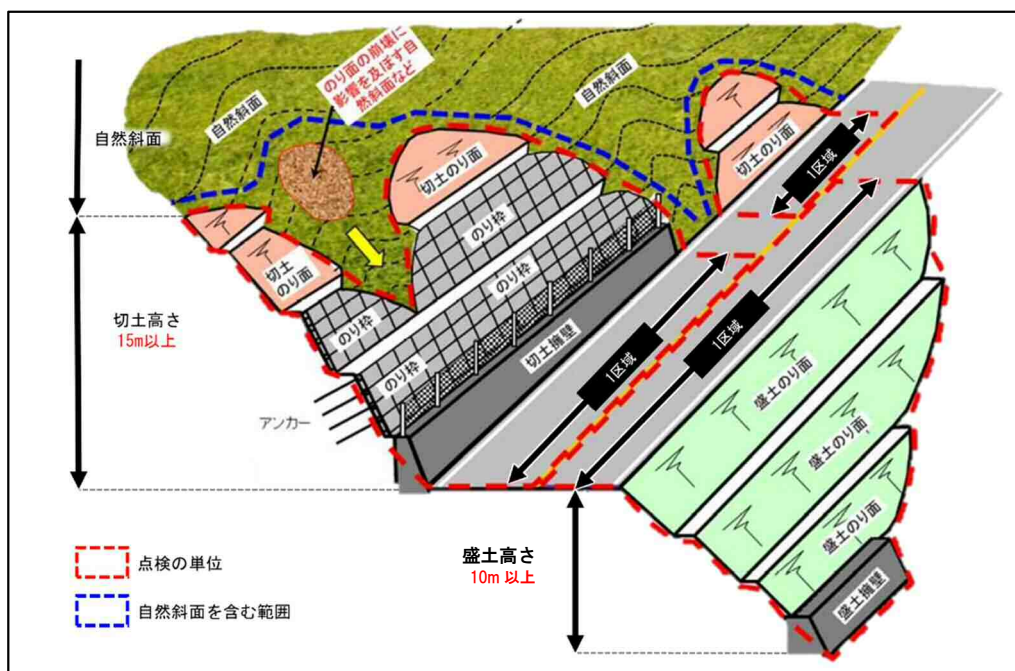 のり面の崩壊に
影響を及ぼす自
然斜面など
自然斜面
自然斜面
自然斜面
切土のり面
切土のり面
1区域
のり枠
切土
のり面
のり枠
のり枠
のり枠
切土擁壁
1区域
1区域
切土高さ
15m以上
アンカー
盛土のり面
盛土のり面
盛土のり面
盛土擁壁
盛土高さ
10m 以上
点検の単位
自然斜面を含む範囲